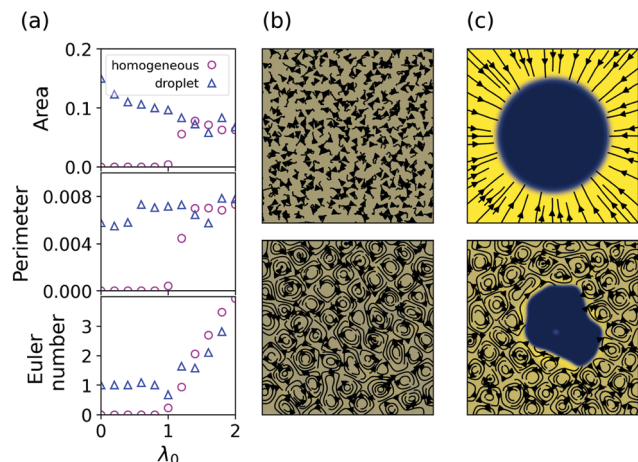 (a)
(b)
(c)
0.2
0.1
0.0
Area
homogeneous
droplet
0.008
0.004
0.000
Perimeter
3
2
1
0
Euler
number
0
1
2
λ0